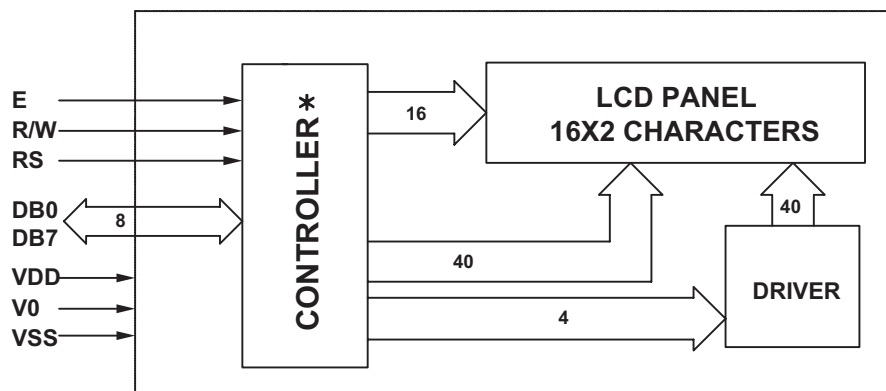 E
R/W
RS
DB0
DB7
8
VDD
V0
VSS
CONTROLLER*
16
LCD PANEL
16X2 CHARACTERS
40
40
4
DRIVER